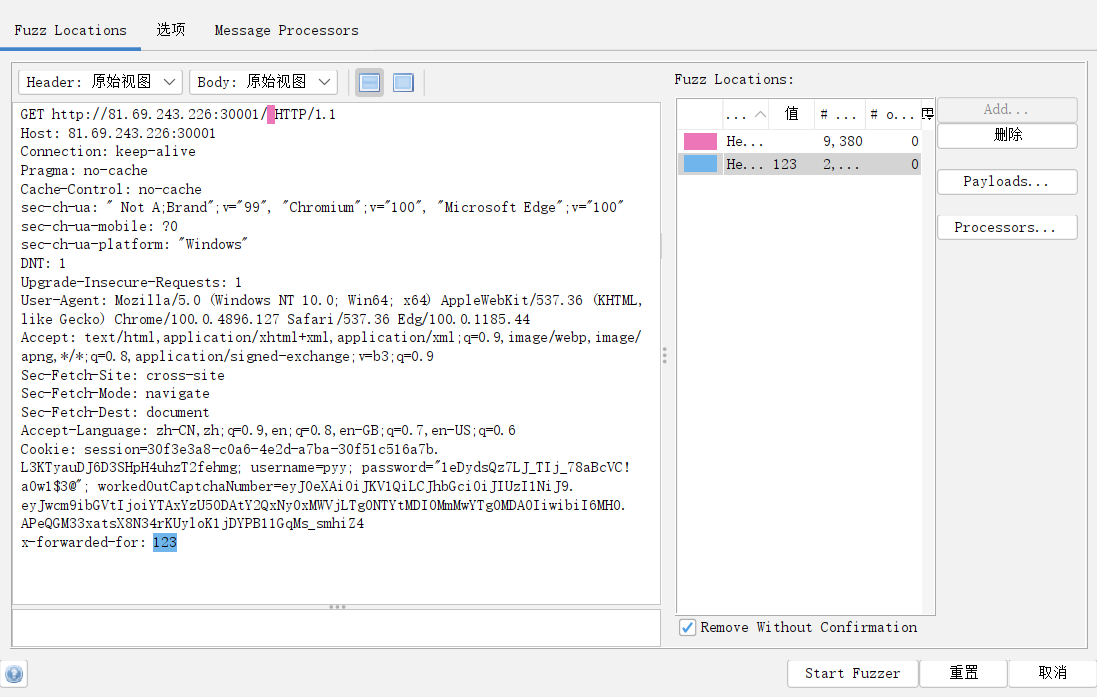 Fuzz Locations 选项 Message Processors
Header: 原始视图 Body: 原始视图
Fuzz Locations:
GET http://81.69.243.226:30001/ HTTP/1.1
Host: 81.69.243.226:30001
Connection: keep-alive
Pragma: no-cache
Cache-Control: no-cache
sec-ch-ua: " Not A;Brand";v="99", "Chromium";v="100", "Microsoft Edge";v="100"
sec-ch-ua-mobile: ?0
sec-ch-ua-platform: "Windows"
DNT: 1
Upgrade-Insecure-Requests: 1
User-Agent: Mozilla/5.0 (Windows NT 10.0; Win64; x64) AppleWebKit/537.36 (KHTML,
like Gecko) Chrome/100.0.4896.127 Safari/537.36 Edg/100.0.1185.44
Accept: text/html,application/xhtml+xml,application/xml;q=0.9,image/webp,image/
apng,*/*;q=0.8,application/signed-exchange;v=b3;q=0.9
Sec-Fetch-Site: cross-site
Sec-Fetch-Mode: navigate
Sec-Fetch-Dest: document
Accept-Language: zh-CN,zh;q=0.9,en;q=0.8,en-GB;q=0.7,en-US;q=0.6
Cookie: session=30f3e3a8-c0a6-4e2d-a7ba-30f51c516a7b.
L3KTyauDJ6D3SHpH4uhzT2fehmg; username=pyy; password="1eDydsQz7LJ_TIj_78aBcVC!
a0w1$3@"; workedOutCaptchaNumber=eyJ0eXAiOiJKV1QiLCJhbGciOiJIUzI1NiJ9.
eyJwcm9ibGVtIjoiYTAxYzU5ODAtY2QxNy0xMWVjLTg0NTYtMDI0MmMwYTg0MDA0IiwibiI6MH0.
APeQGM33xatsX8N34rKUyloK1jDYPB11GqMs_smhiZ4
x-forwarded-for: 123
... 值 # ... # o...
He... 9,380 0
He... 123 2,... 0
Add...
删除
Payloads...
Processors...
Remove Without Confirmation
Start Fuzzer 重置 取消